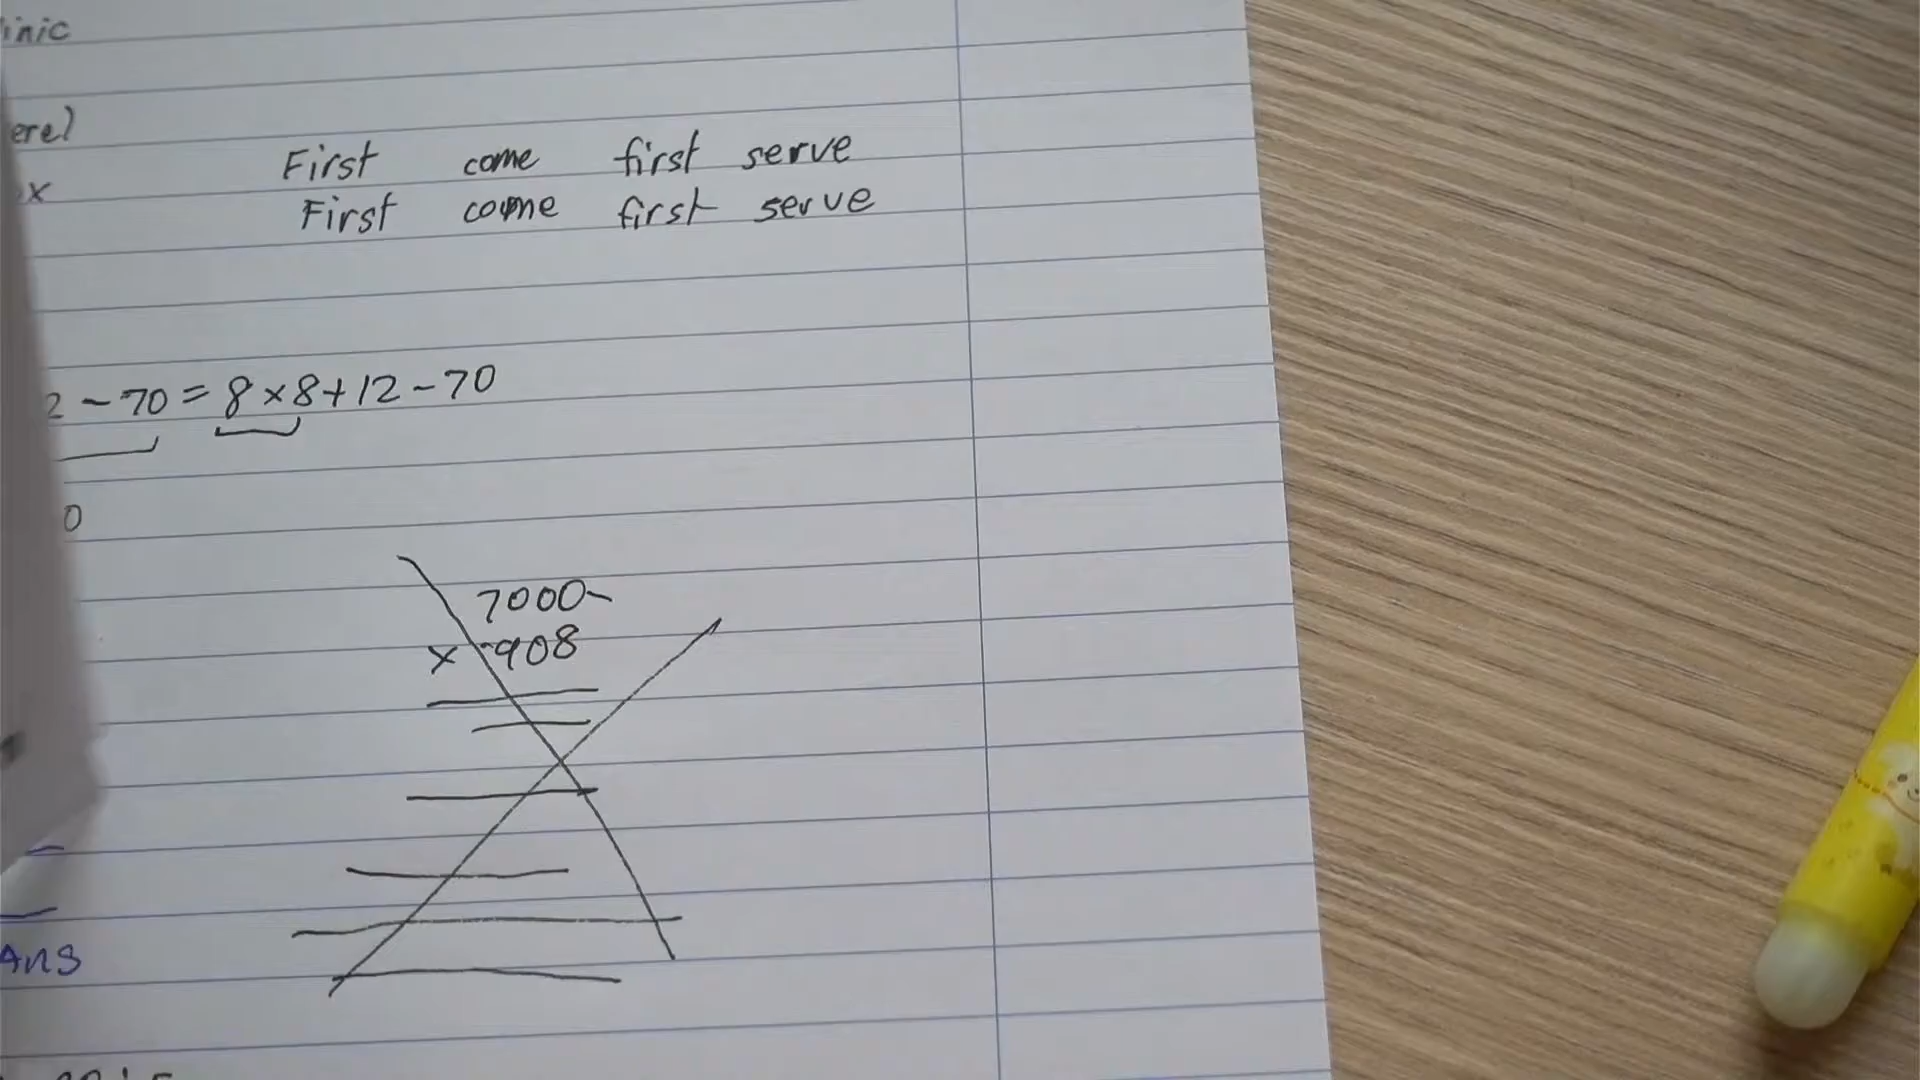 inic
ere)
x
First come first serve
First come first serve
2 - 70 = 8 × 8 + 12 - 70
0
7000
× 908
Ans